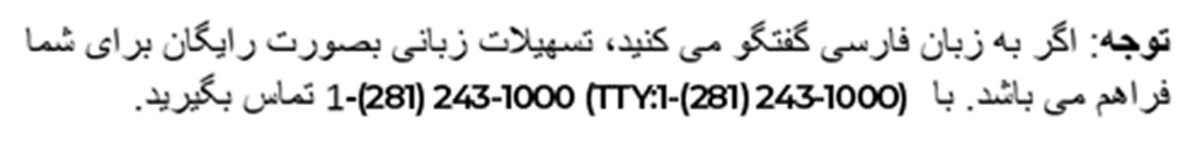 توجه: اگر به زبان فارسی گفتگو می کنید، تسهیلات زبانی بصورت رایگان برای شما
فراهم می باشد. با 1-(281) 243-1000 (TTY:1-(281) 243-1000) تماس بگیرید.